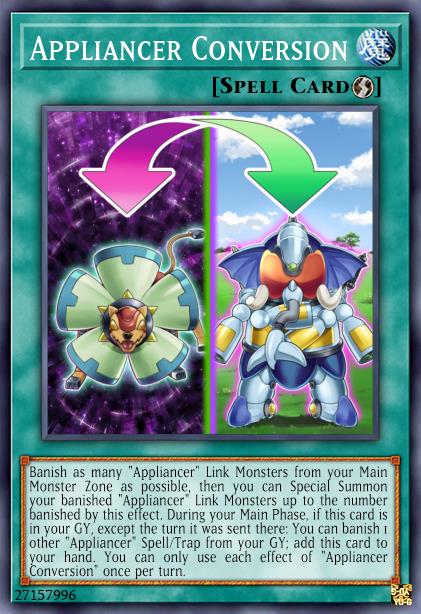 Appliancer Conversion
魔
[Spell Card]
Banish as many "Appliancer" Link Monsters from your Main
Monster Zone as possible, then you can Special Summon
your banished "Appliancer" Link Monsters up to the number
banished by this effect. During your Main Phase, if this card is
in your GY, except the turn it was sent there: You can banish 1
other "Appliancer" Spell/Trap from your GY; add this card to
your hand. You can only use each effect of "Appliancer
Conversion" once per turn.
27157996